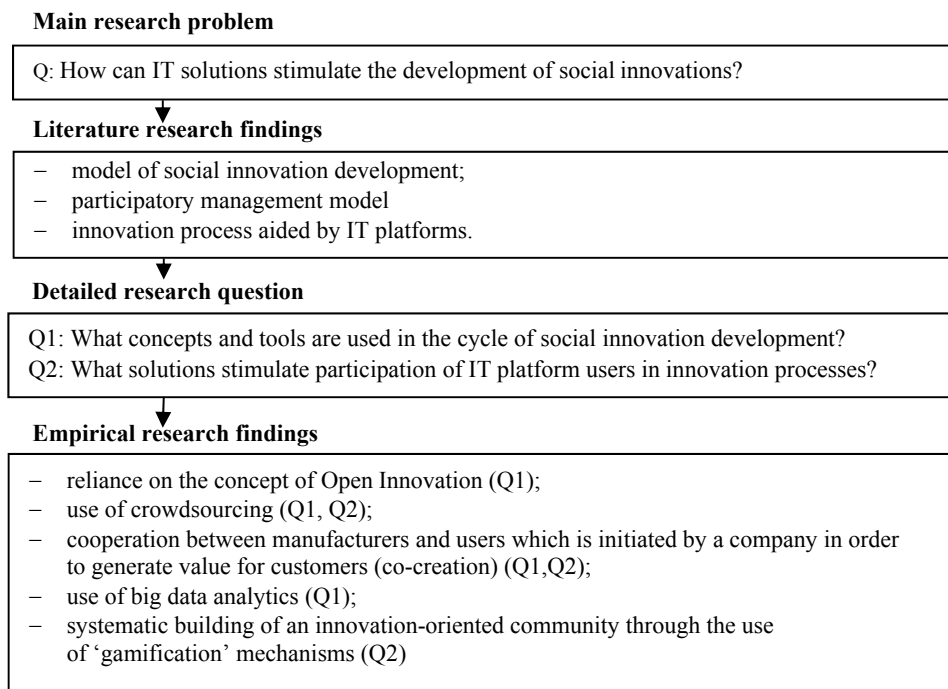 Main research problem
Q: How can IT solutions stimulate the development of social innovations?
Literature research findings
– model of social innovation development;
– participatory management model
– innovation process aided by IT platforms.
Detailed research question
Q1: What concepts and tools are used in the cycle of social innovation development?
Q2: What solutions stimulate participation of IT platform users in innovation processes?
Empirical research findings
– reliance on the concept of Open Innovation (Q1);
– use of crowdsourcing (Q1, Q2);
– cooperation between manufacturers and users which is initiated by a company in order
to generate value for customers (co-creation) (Q1,Q2);
– use of big data analytics (Q1);
– systematic building of an innovation-oriented community through the use
of ‘gamification’ mechanisms (Q2)